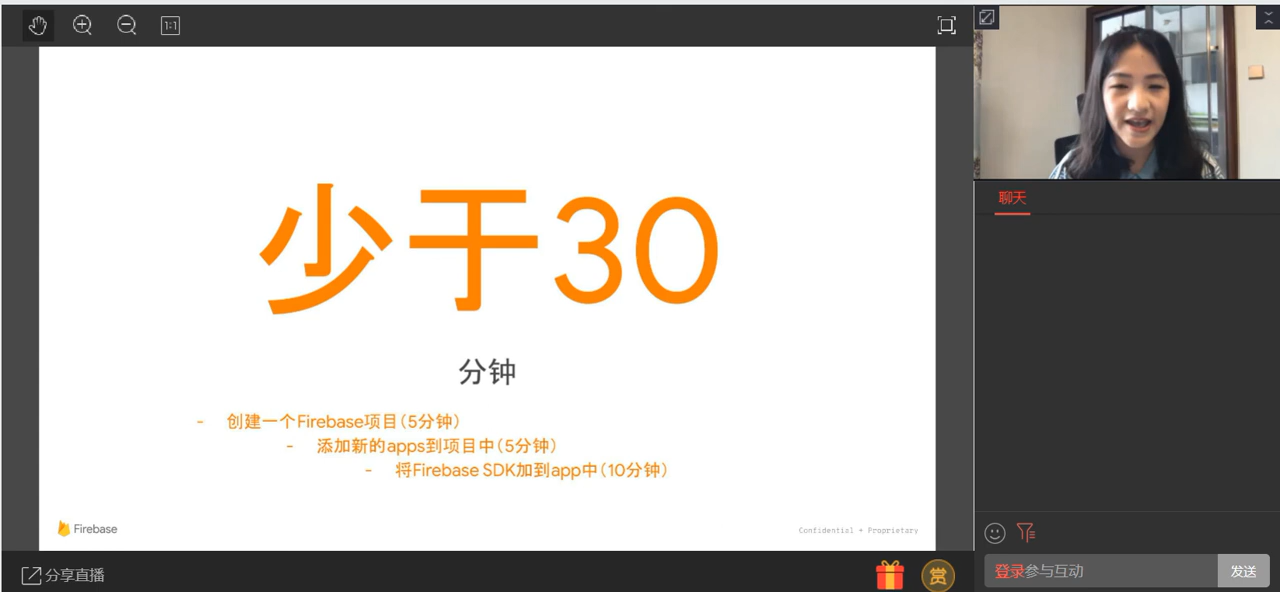 1:1
少于30
分钟
- 创建一个Firebase项目(5分钟)
- 添加新的apps到项目中(5分钟)
- 将Firebase SDK加到app中(10分钟)
Firebase
Confidential + Proprietary
聊天
登录参与互动
发送
分享直播
赏